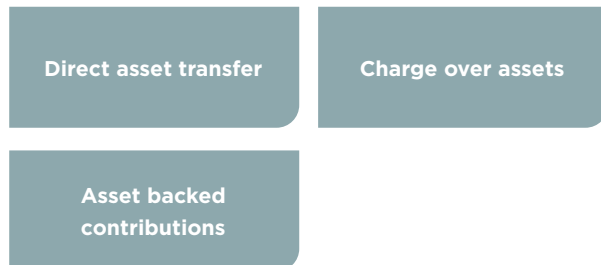 Direct asset transfer
Charge over assets
Asset backed
contributions